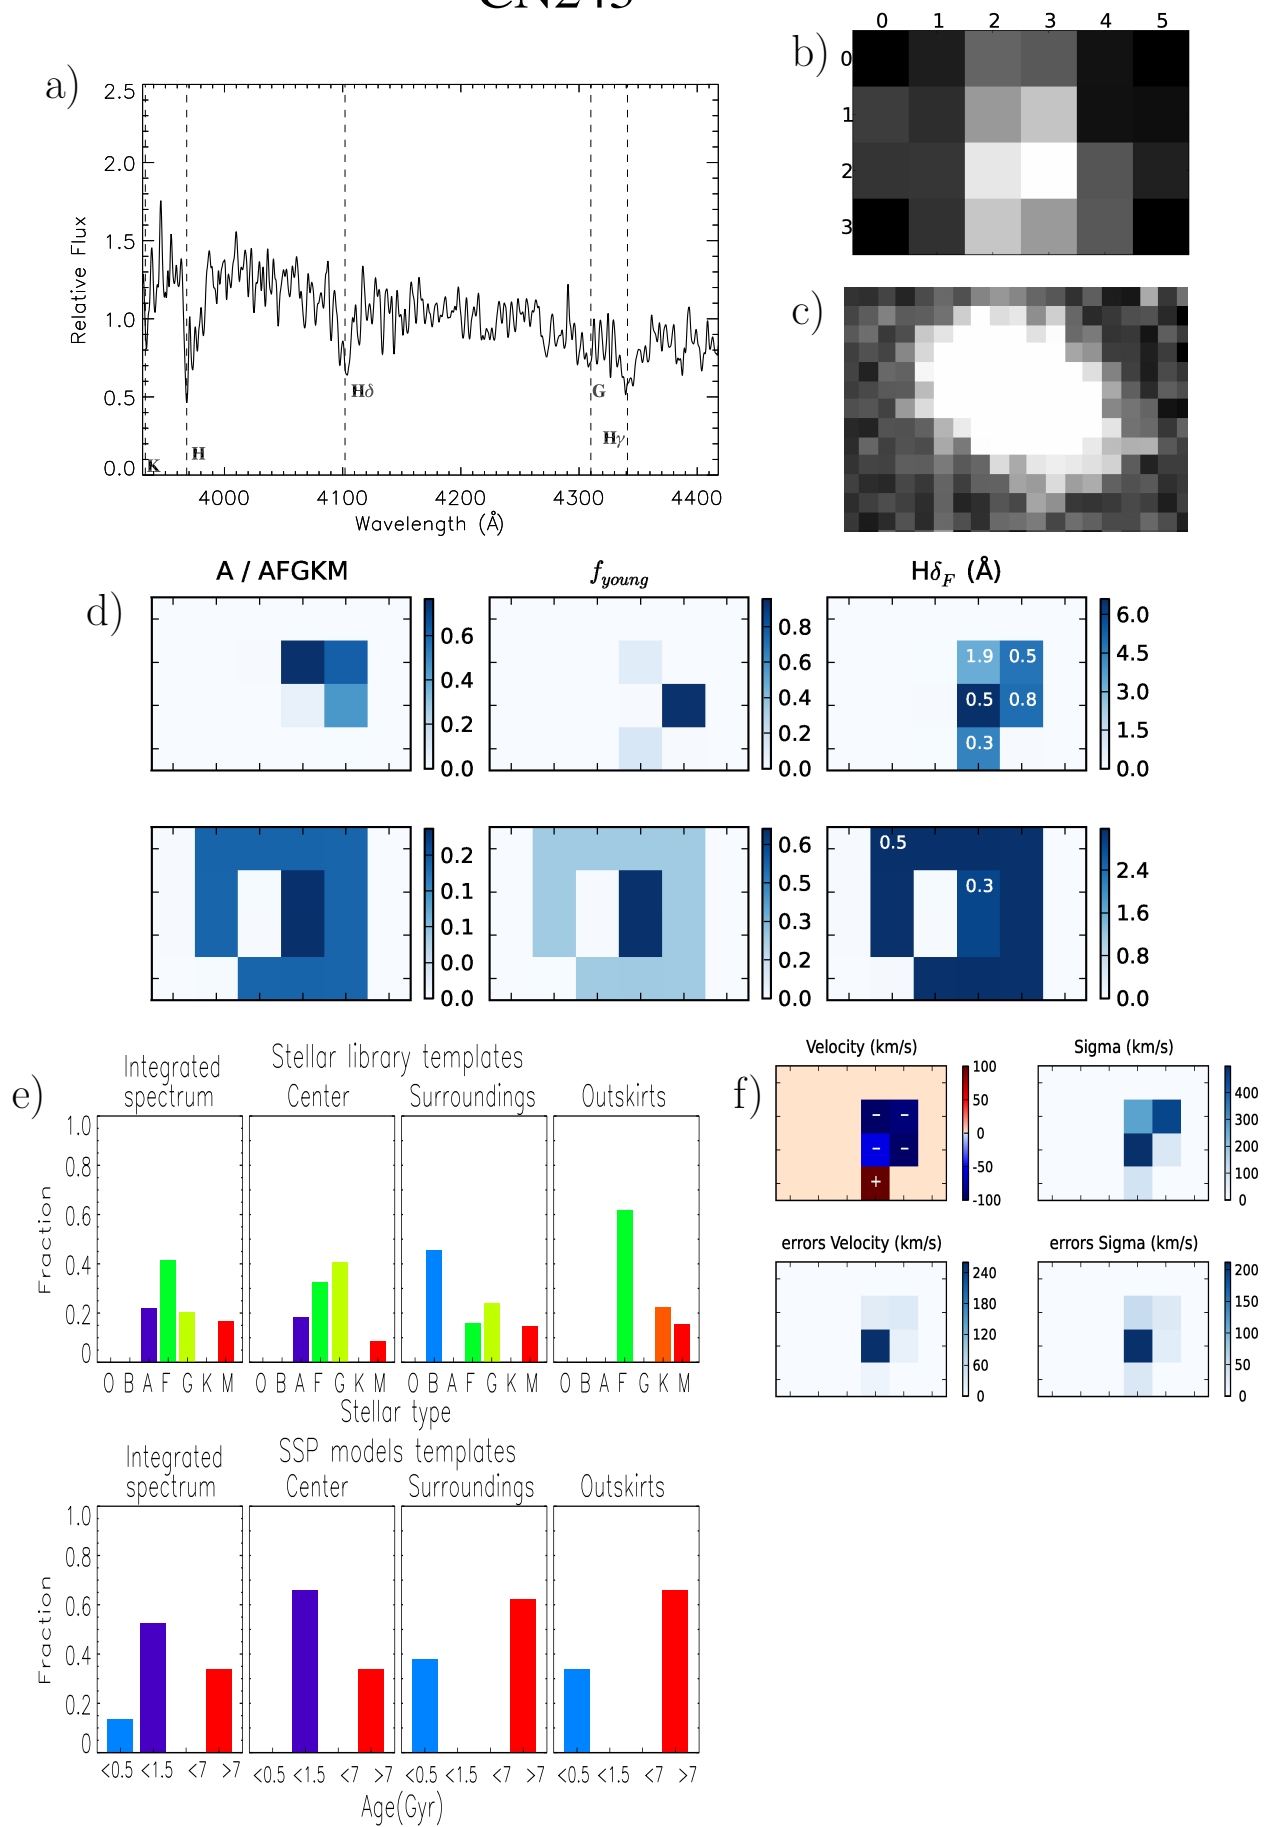 a)
2.5
2.0
1.5
1.0
0.5
0.0
Relative Flux
K
H
Hδ
G
Hγ
4000 4100 4200 4300 4400
Wavelength (Å)
b)
0 1 2 3 4 5
0
1
2
3
c)
d)
A / AFGKM
0.6
0.4
0.2
0.0
f young
0.8
0.6
0.4
0.2
0.0
HδF (Å)
1.9 0.5
0.5 0.8
0.3
6.0
4.5
3.0
1.5
0.0
0.2
0.1
0.1
0.0
0.0
0.6
0.5
0.3
0.2
0.0
0.5
0.3
2.4
1.6
0.8
0.0
e)
Stellar library templates
Integrated
spectrum
Center
Surroundings
Outskirts
1.0
0.8
0.6
0.4
0.2
0
Fraction
O B A F G K M
O B A F G K M
O B A F G K M
O B A F G K M
Stellar type
SSP models templates
Integrated
spectrum
Center
Surroundings
Outskirts
1.0
0.8
0.6
0.4
0.2
0
Fraction
<0.5 <1.5 <7 >7
<0.5 <1.5 <7 >7
<0.5 <1.5 <7 >7
<0.5 <1.5 <7 >7
Age(Gyr)
f)
Velocity (km/s)
− −
− −
+
100
50
0
-50
-100
Sigma (km/s)
400
300
200
100
0
errors Velocity (km/s)
240
180
120
60
0
errors Sigma (km/s)
200
150
100
50
0